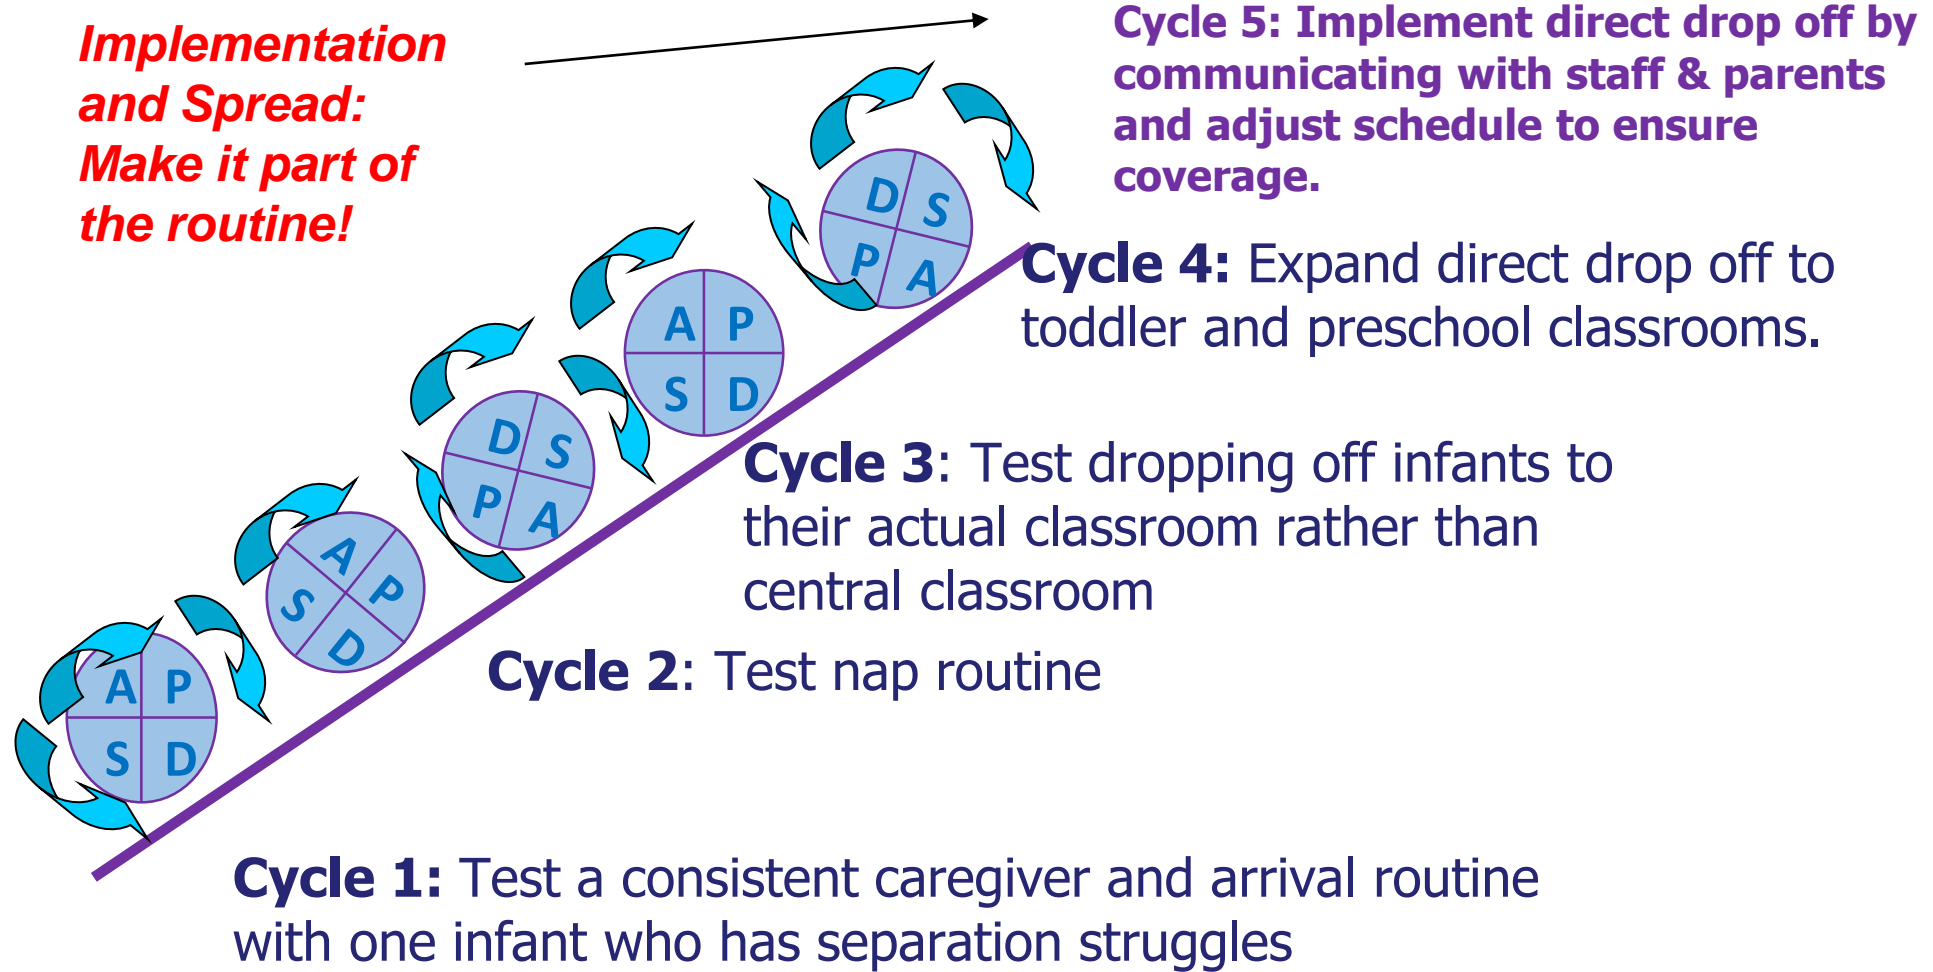 Implementation
and Spread:
Make it part of
the routine!
Cycle 5: Implement direct drop off by
communicating with staff & parents
and adjust schedule to ensure
coverage.
D S
P A
Cycle 4: Expand direct drop off to
toddler and preschool classrooms.
A P
S D
Cycle 3: Test dropping off infants to
their actual classroom rather than
central classroom
D S
P A
Cycle 2: Test nap routine
A P
S D
A P
S D
Cycle 1: Test a consistent caregiver and arrival routine
with one infant who has separation struggles